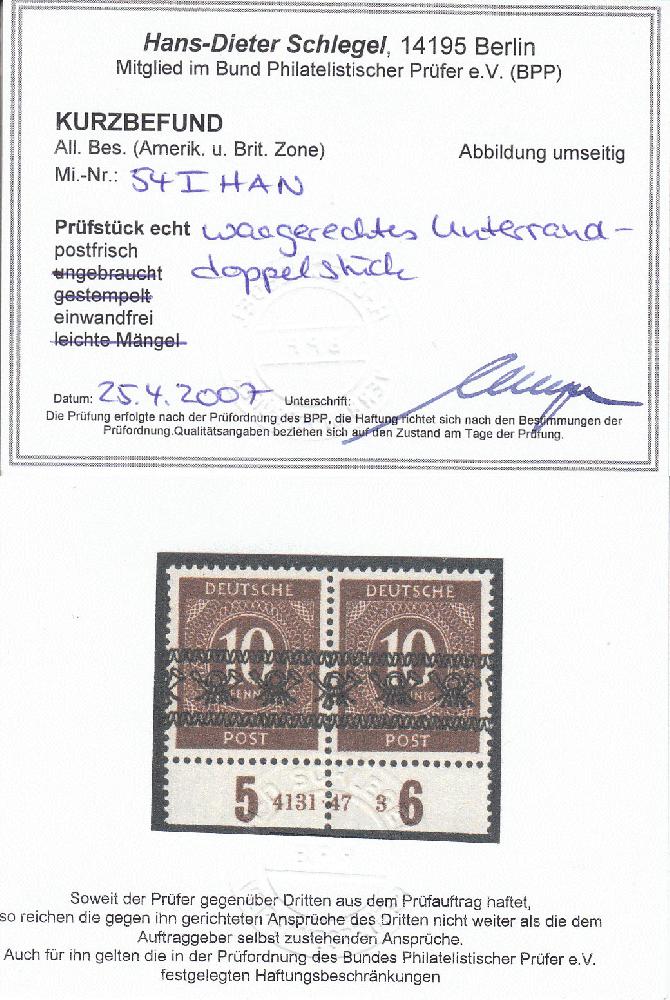 Hans-Dieter Schlegel, 14195 Berlin
Mitglied im Bund Philatelistischer Prüfer e.V. (BPP)
KURZBEFUND
All. Bes. (Amerik. u. Brit. Zone)
Abbildung umseitig
Mi.-Nr.: 54 I HAN
Prüfstück echt waagerechtes Unterrand-
postfrisch
ungebraucht doppelstück
gestempelt
einwandfrei
leichte Mängel
Datum: 25.4.2007 Unterschrift:
Die Prüfung erfolgte nach der Prüfordnung des BPP, die Haftung richtet sich nach den Bestimmungen der
Prüfordnung.Qualitätsangaben beziehen sich auf den Zustand am Tage der Prüfung.
DEUTSCHE DEUTSCHE
10 10
POST POST
5 4131 47 3 6
Soweit der Prüfer gegenüber Dritten aus dem Prüfauftrag haftet,
so reichen die gegen ihn gerichteten Ansprüche des Dritten nicht weiter als die dem
Auftraggeber selbst zustehenden Ansprüche.
Auch für ihn gelten die in der Prüfordnung des Bundes Philatelistischer Prüfer e.V.
festgelegten Haftungsbeschränkungen